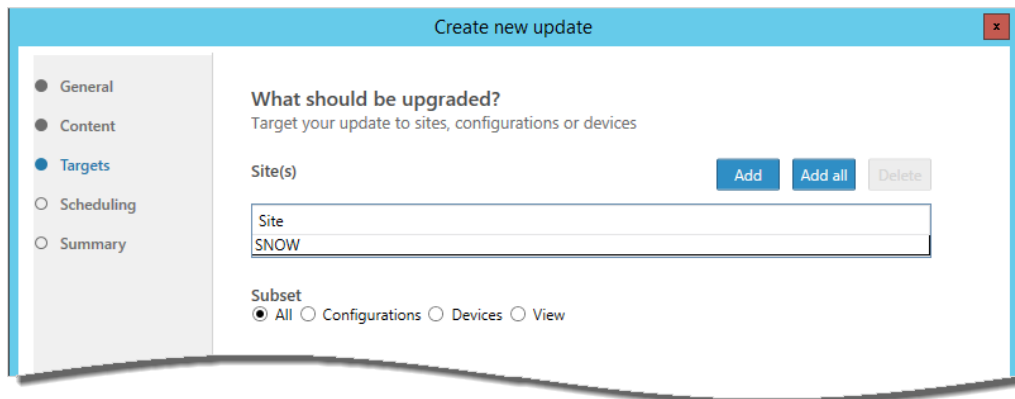 Create new update
x
General
Content
Targets
Scheduling
Summary
What should be upgraded?
Target your update to sites, configurations or devices
Site(s)
Add Add all Delete
Site
SNOW
Subset
All Configurations Devices View